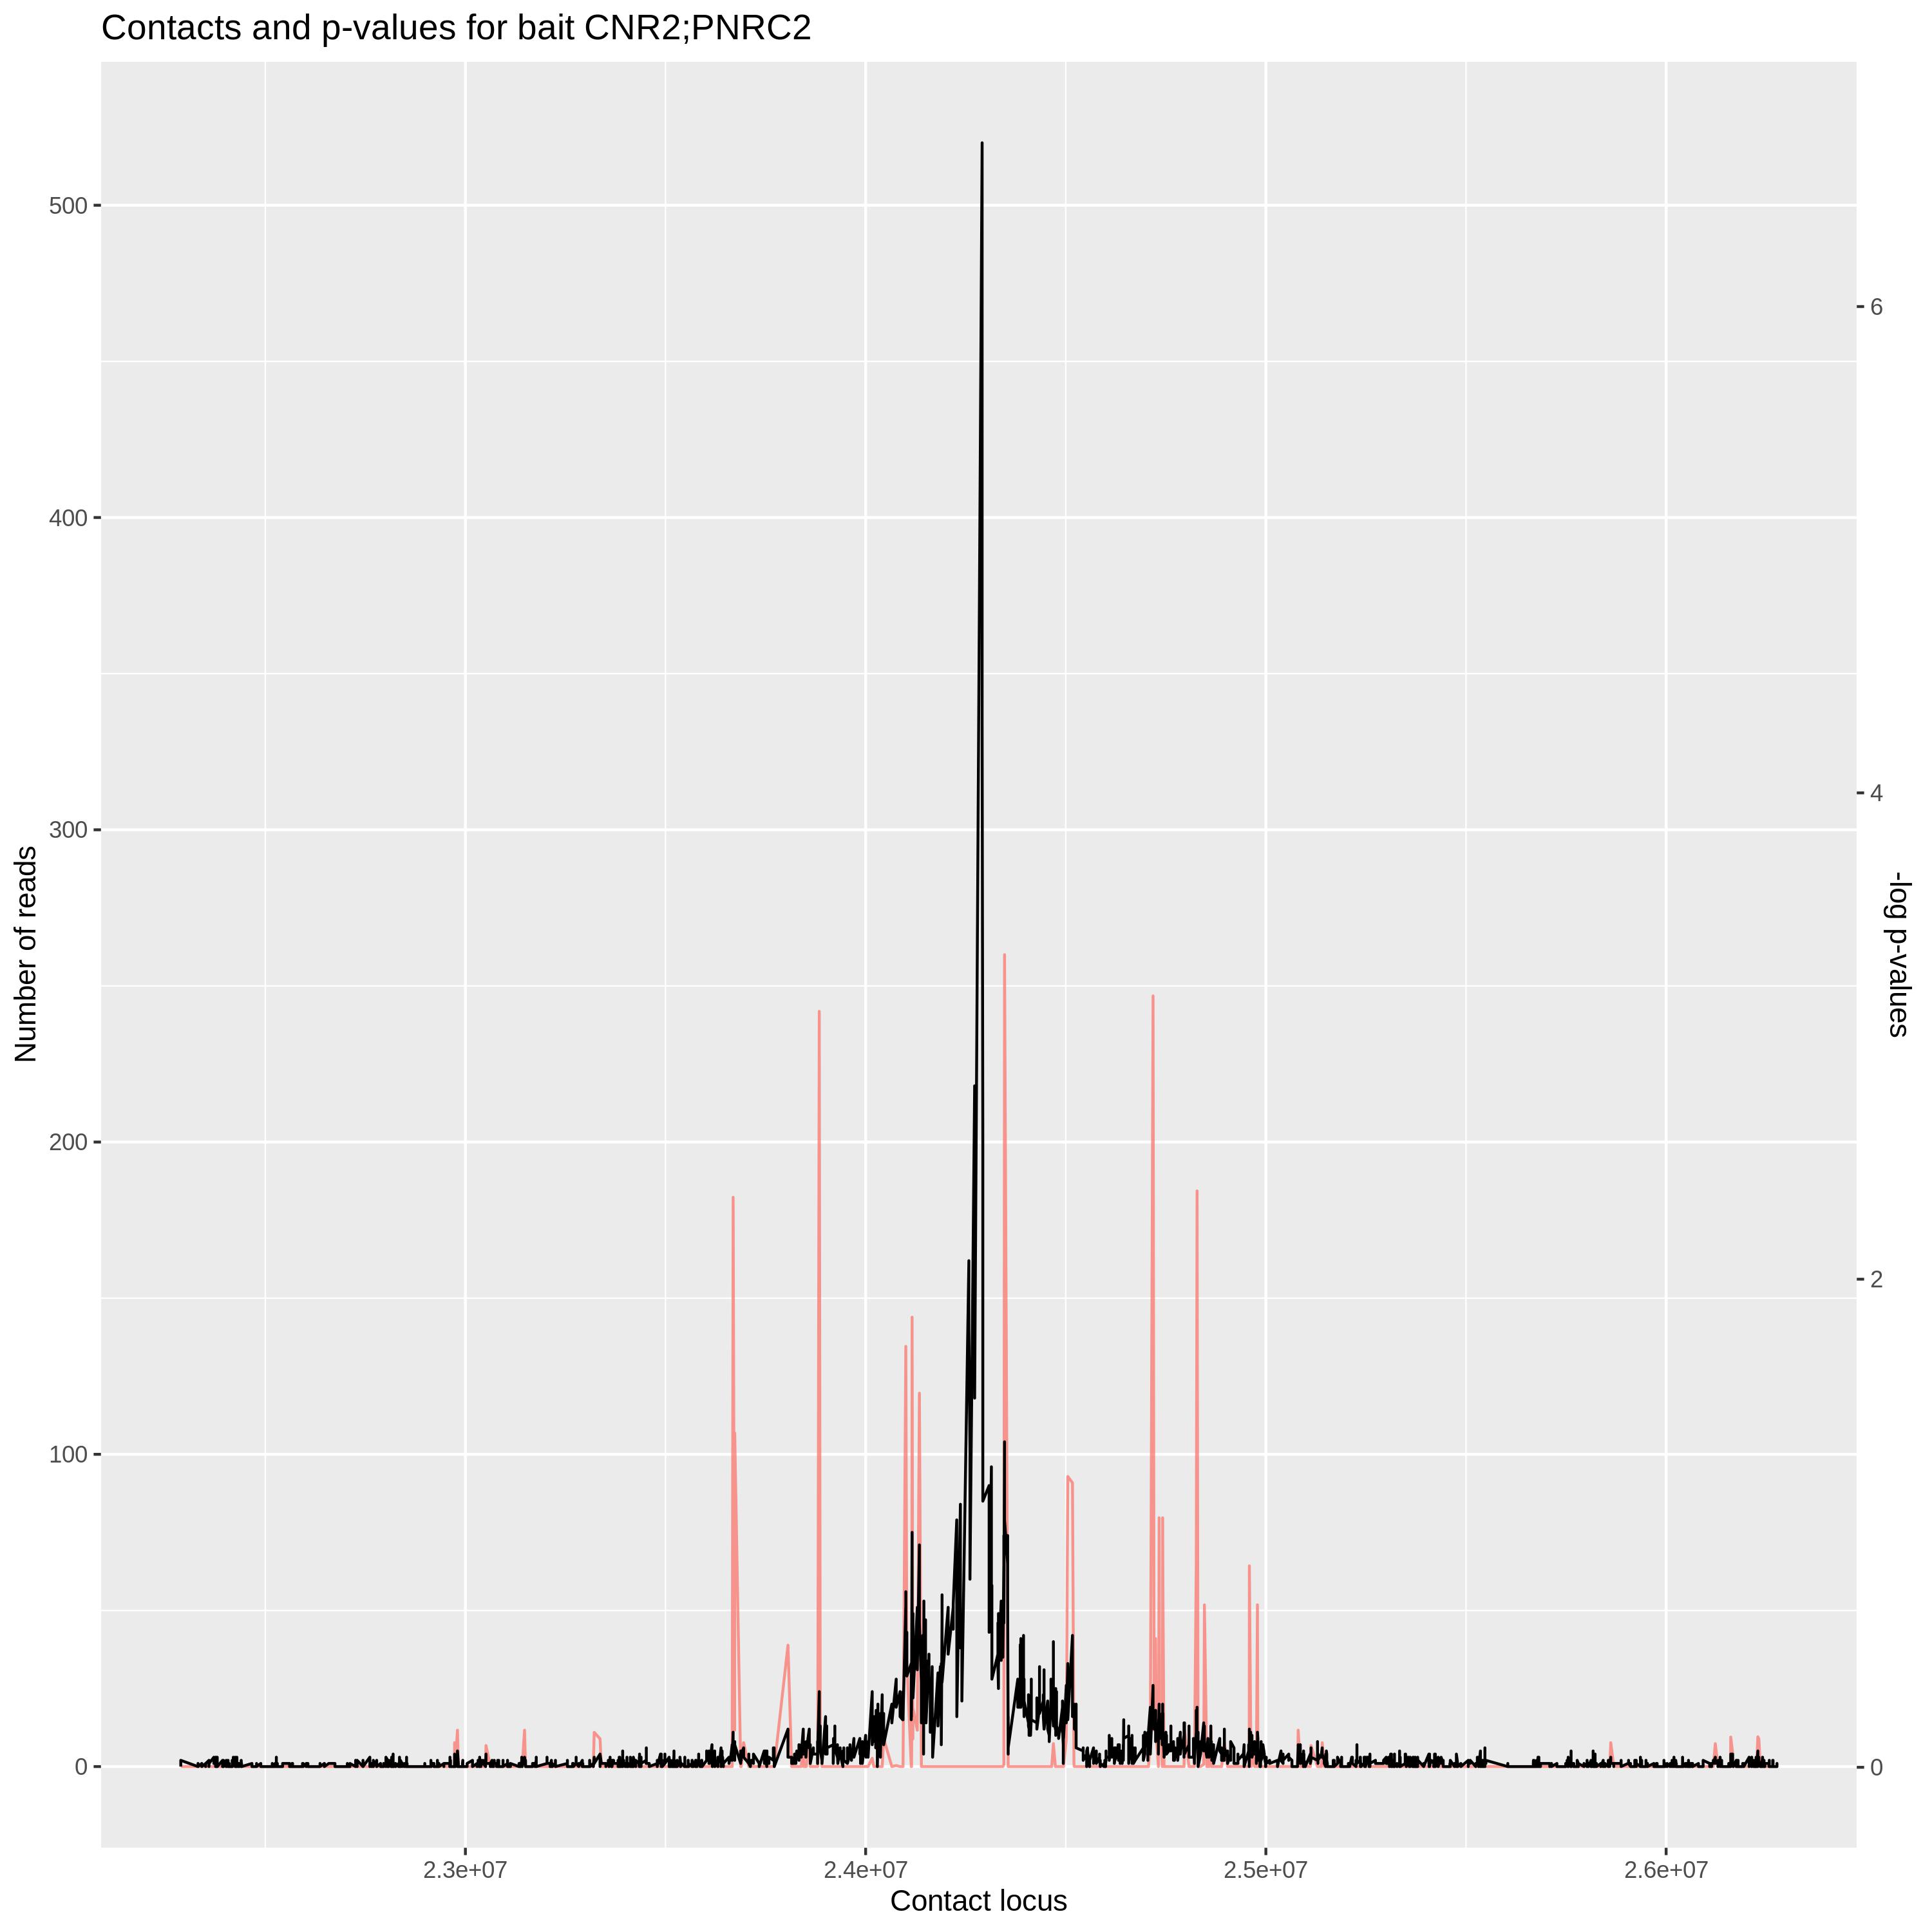 Contacts and p-values for bait CNR2;PNRC2
Number of reads
500
400
300
200
100
0
6
4
2
0
-log p-values
2.3e+07 2.4e+07 2.5e+07 2.6e+07
Contact locus